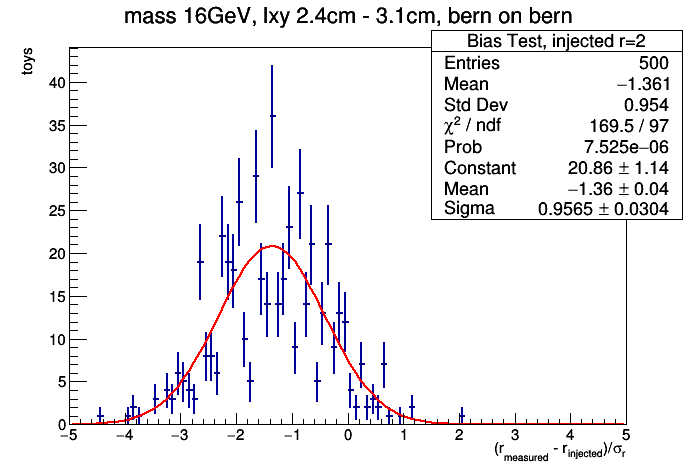 mass 16GeV, lxy 2.4cm - 3.1cm, bern on bern
Bias Test, injected r=2
Entries 500
Mean −1.361
Std Dev 0.954
χ² / ndf 169.5 / 97
Prob 7.525e−06
Constant 20.86 ± 1.14
Mean −1.36 ± 0.04
Sigma 0.9565 ± 0.0304
toys
40
35
30
25
20
15
10
5
0
−5 −4 −3 −2 −1 0 1 2 3 4 5
(r_measured - r_injected)/σ_r